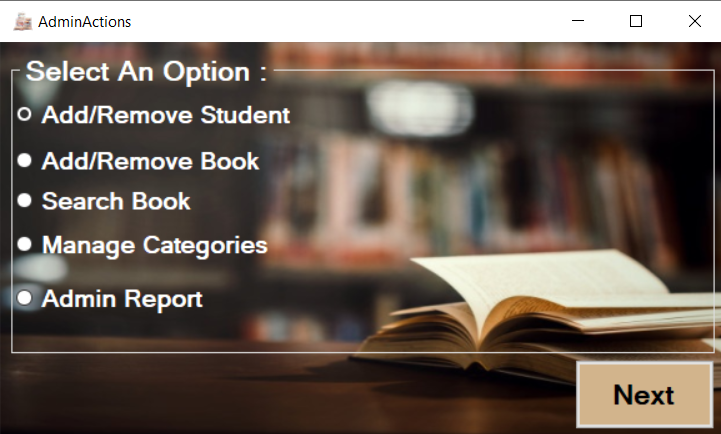 AdminActions
Select An Option :
Add/Remove Student
Add/Remove Book
Search Book
Manage Categories
Admin Report
Next